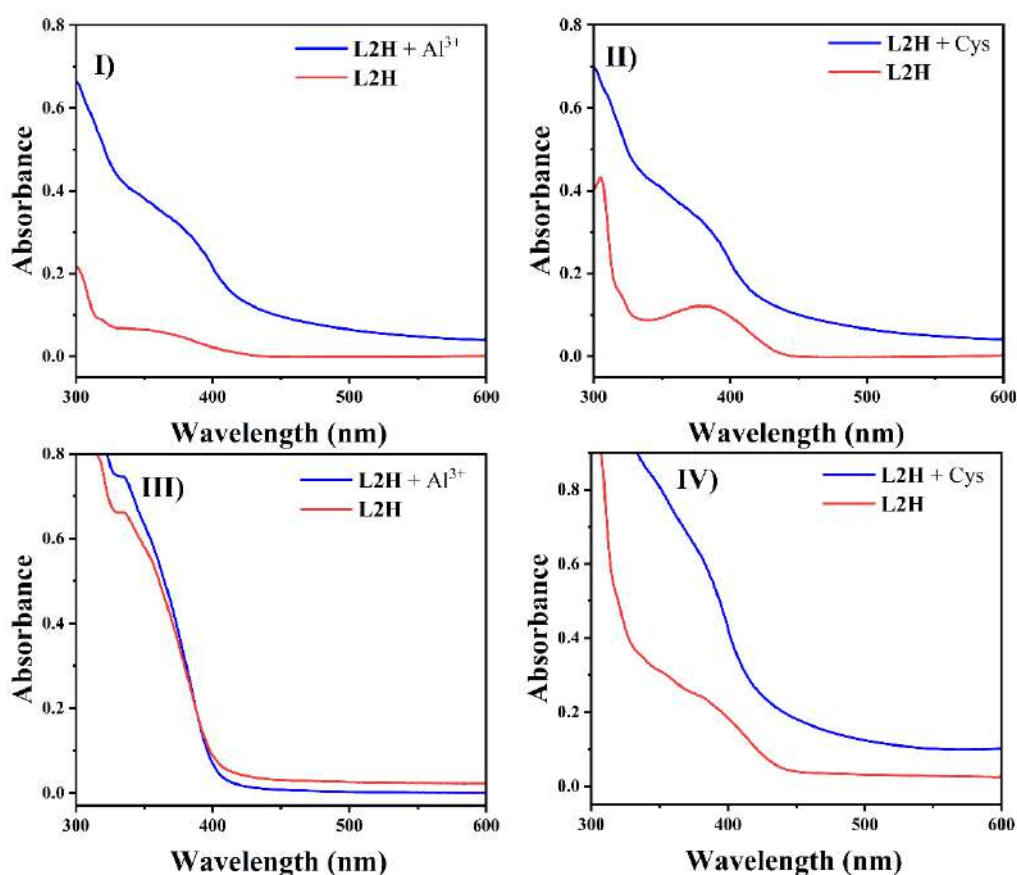 I)
L2H + Al³⁺
L2H
0.8
0.6
0.4
0.2
0.0
Absorbance
300
400
500
600
Wavelength (nm)
II)
L2H + Cys
L2H
0.8
0.6
0.4
0.2
0.0
Absorbance
300
400
500
600
Wavelength (nm)
III)
L2H + Al³⁺
L2H
0.8
0.6
0.4
0.2
0.0
Absorbance
300
400
500
600
Wavelength (nm)
IV)
L2H + Cys
L2H
0.8
0.6
0.4
0.2
0.0
Absorbance
300
400
500
600
Wavelength (nm)